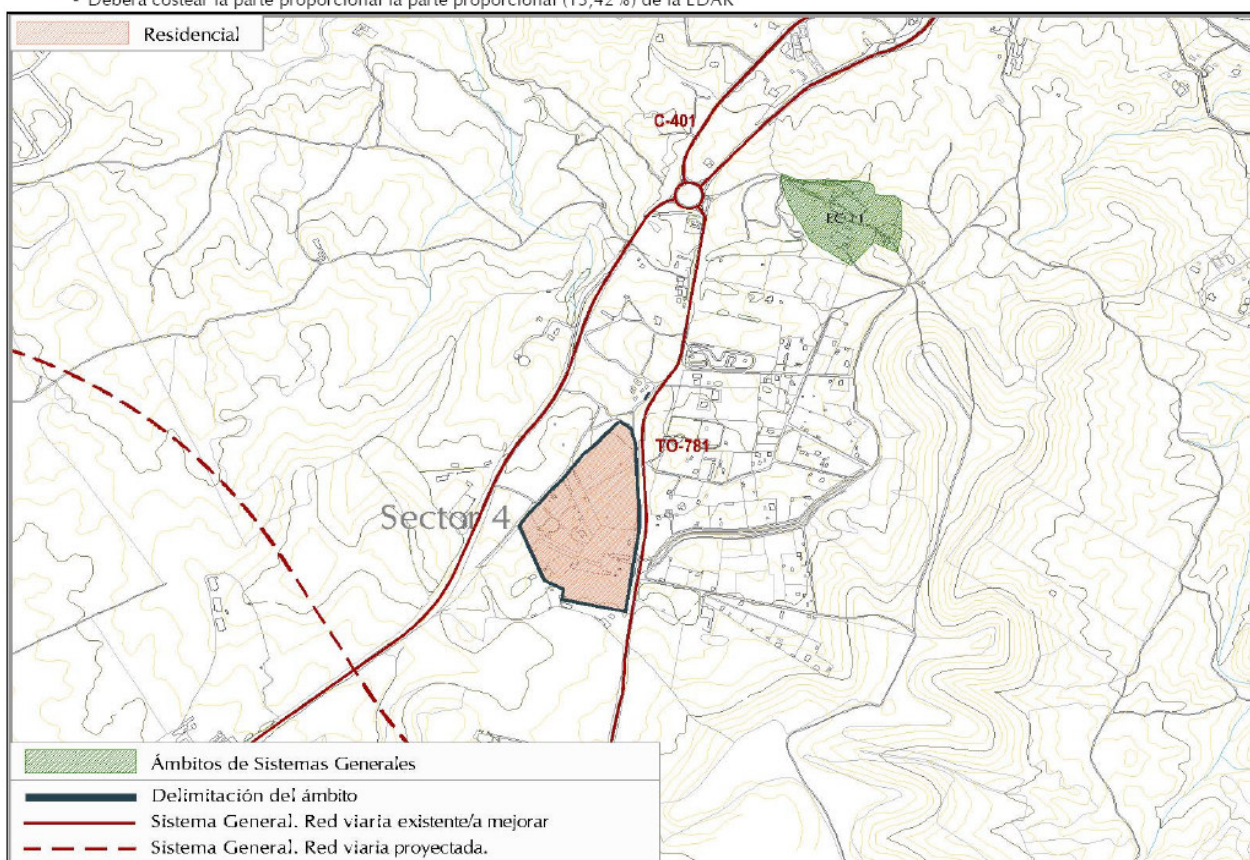 - Deberá costear la parte proporcional la parte proporcional (15,42 %) de la EDAR
Residencial
C-401
TO-781
Sector 4
Ámbitos de Sistemas Generales
Delimitación del ámbito
Sistema General. Red viaria existente/a mejorar
Sistema General. Red viaria proyectada.